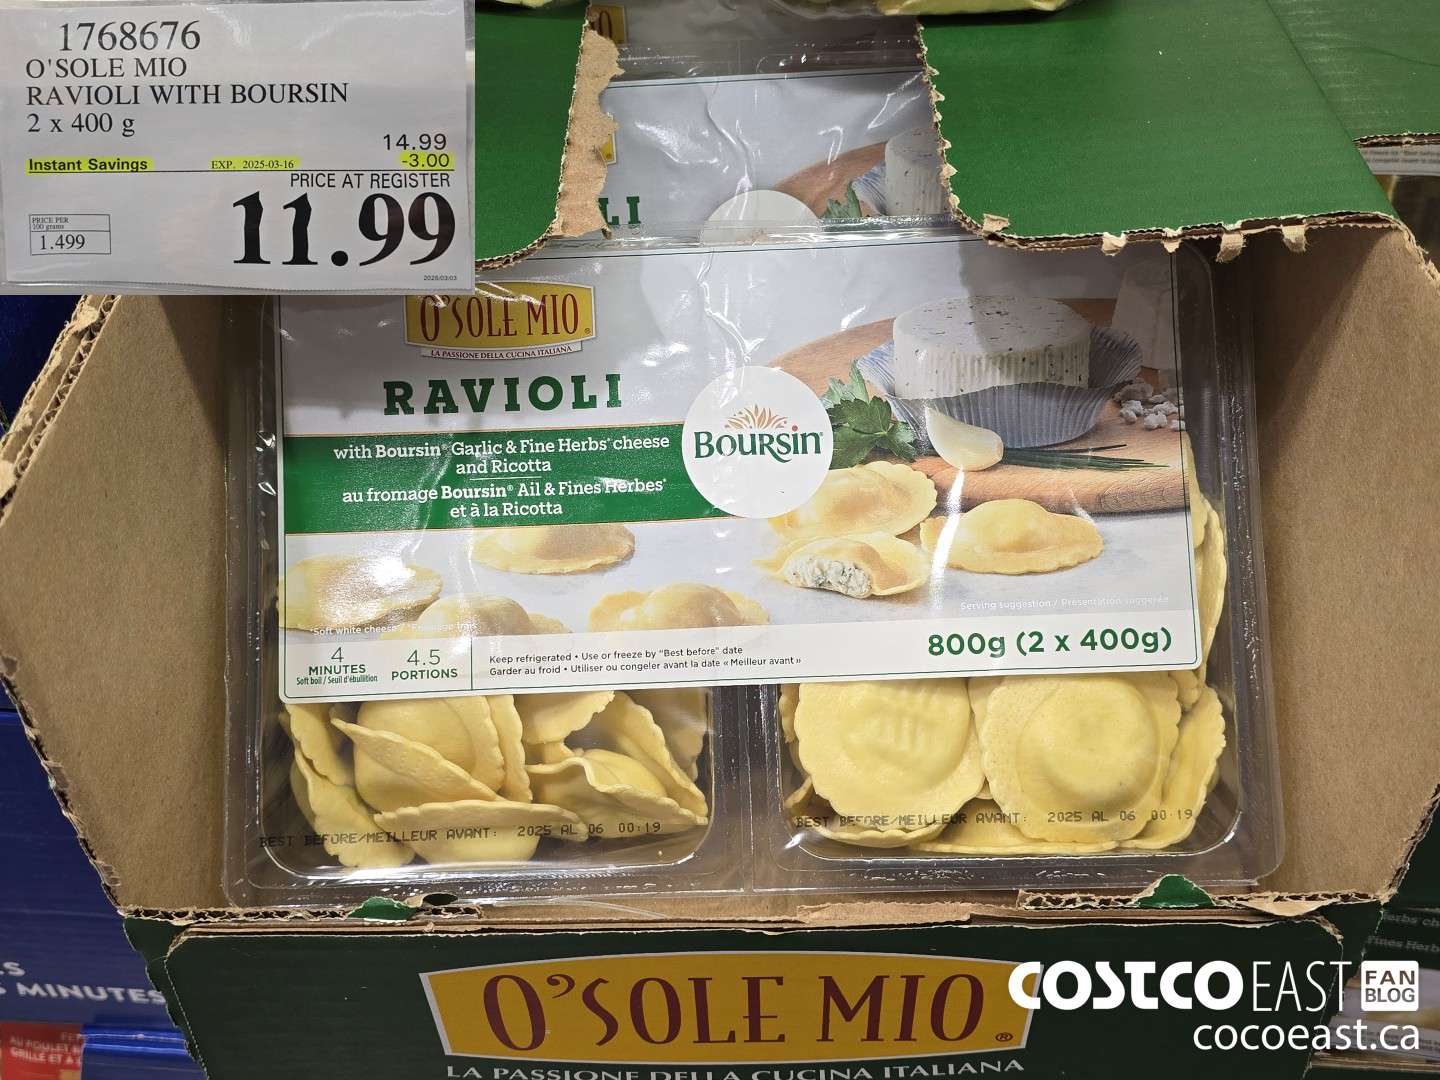 1768676
O'SOLE MIO
RAVIOLI WITH BOURSIN
2 x 400 g
14.99
Instant Savings EXP. 2025-03-16 -3.00
PRICE AT REGISTER
11.99
PRICE PER
100 grams
1.499
2025/03/03
LI
O'SOLE MIO®
LA PASSIONE DELLA CUCINA ITALIANA
RAVIOLI
with Boursin® Garlic & Fine Herbs* cheese
and Ricotta
au fromage Boursin® Ail & Fines Herbes*
et à la Ricotta
BOURSIN®
Serving suggestion / Présentation suggérée
*Soft white cheese / *Fromage frais
4
MINUTES
Soft boil / Seuil d'ébullition
4.5
PORTIONS
Keep refrigerated • Use or freeze by "Best before" date
Garder au froid • Utiliser ou congeler avant la date « Meilleur avant »
800g (2 x 400g)
BEST BEFORE/MEILLEUR AVANT: 2025 AL 06 00:19
BEST BEFORE/MEILLEUR AVANT: 2025 AL 06 00:19
O'SOLE MIO®
LA PASSIONE DELLA CUCINA ITALIANA
MINUTES
COSTCO EAST FAN
BLOG
cocoeast.ca